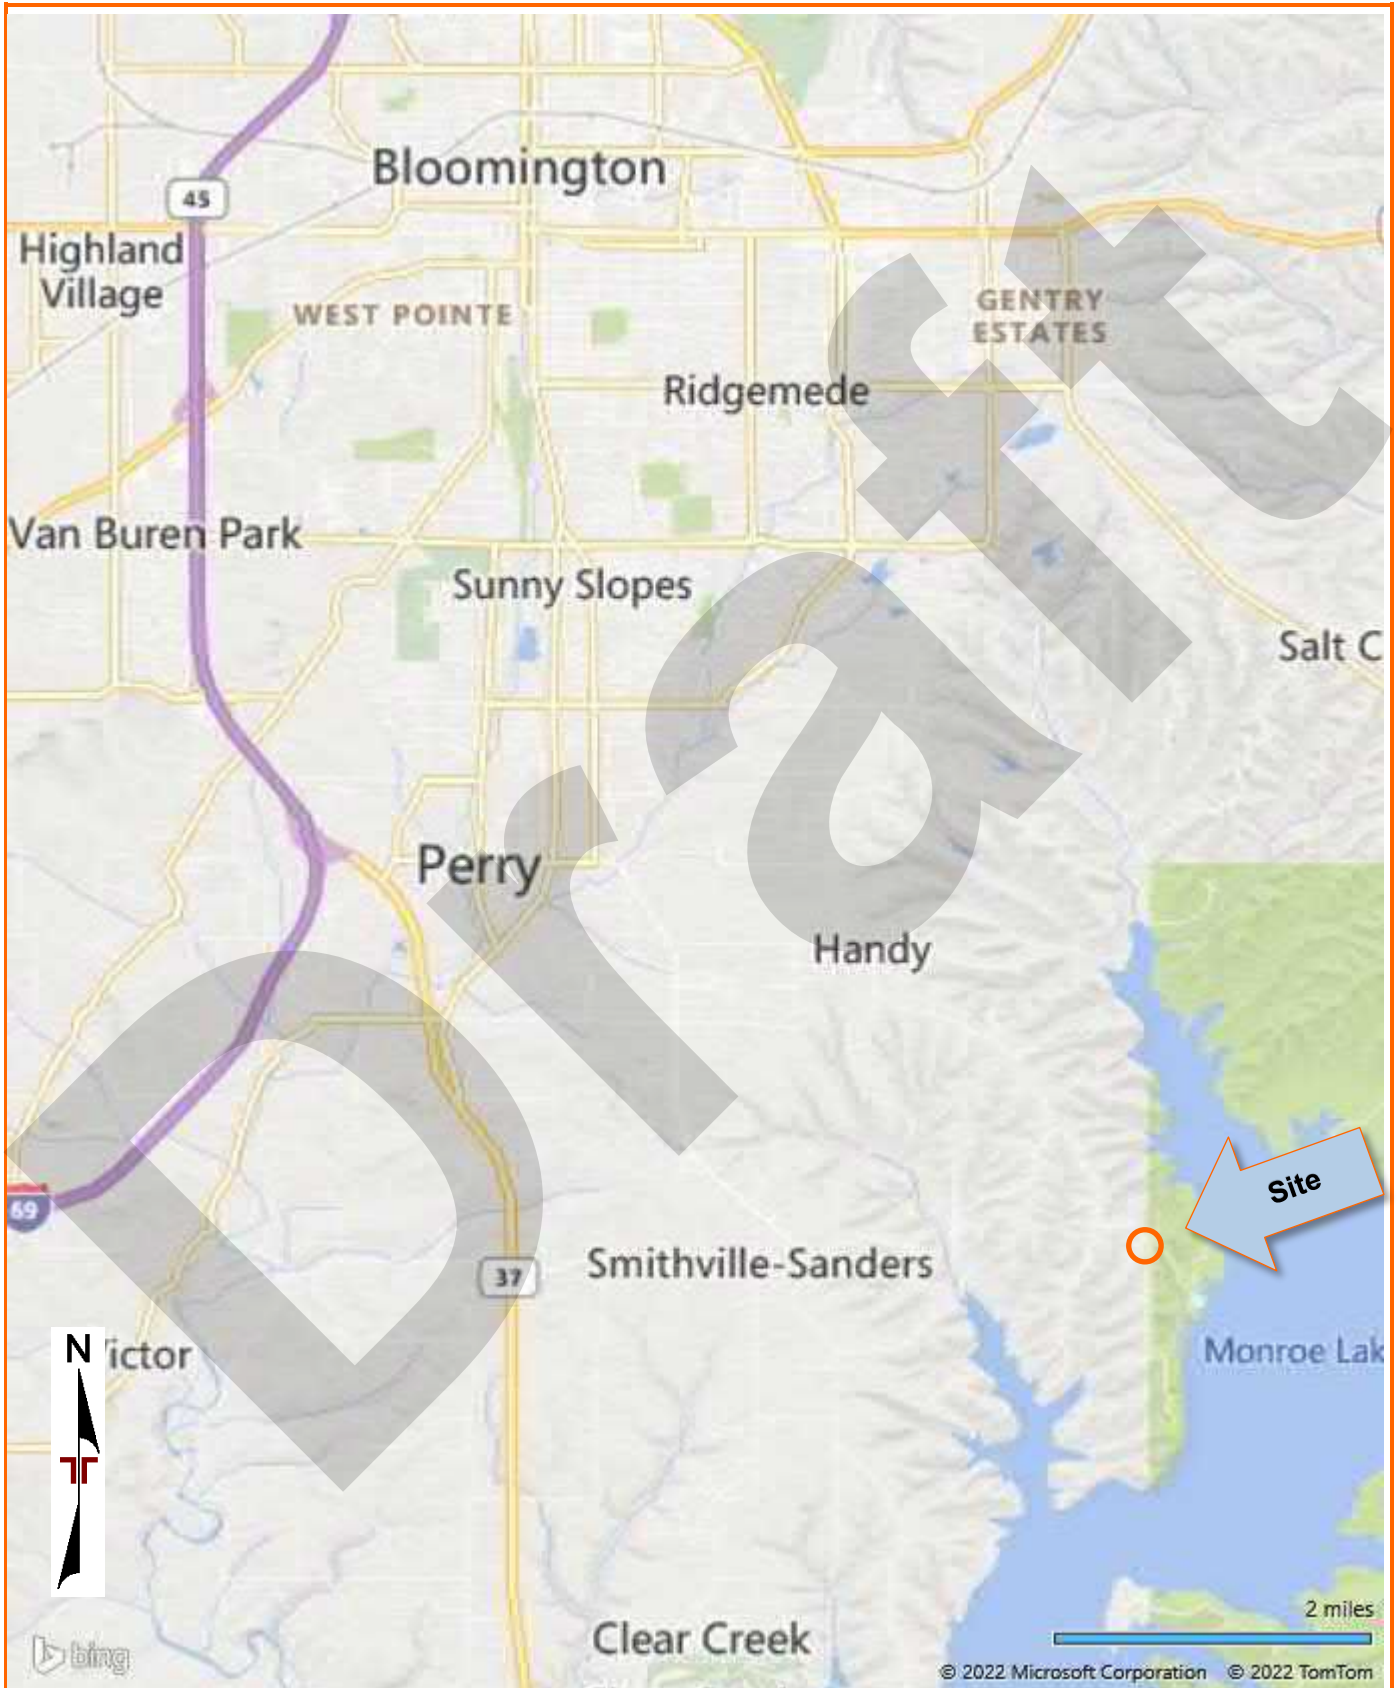 Bloomington
45
Highland
Village
WEST POINTE
GENTRY
ESTATES
Ridgemede
Van Buren Park
Sunny Slopes
Salt C
Perry
Handy
Site
69
Smithville-Sanders
37
N
ictor
Monroe Lak
Draft
2 miles
Clear Creek
bing
© 2022 Microsoft Corporation © 2022 TomTom